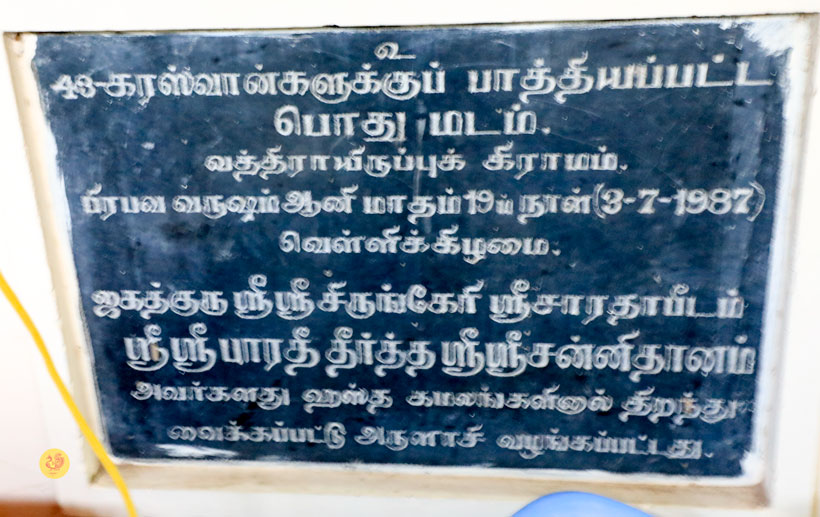 உ
48-கரஸ்வான்களுக்குப் பாத்தியப்பட்ட
பொது மடம்.
வத்திராயிருப்புக் கிராமம்.
பிரபவ வருஷம் ஆனி மாதம் 19ம் நாள் (3-7-1987)
வெள்ளிக்கிழமை.
ஜகத்குரு ஸ்ரீ ஸ்ரீ சிருங்கேரி ஸ்ரீ சாரதாபீடம்
ஸ்ரீ ஸ்ரீ பாரதீ தீர்த்த ஸ்ரீ ஸ்ரீ சன்னிதானம்
அவர்களது ஹஸ்த கமலங்களினால் திறந்து
வைக்கப்பட்டு அருளாசி வழங்கப்பட்டது.